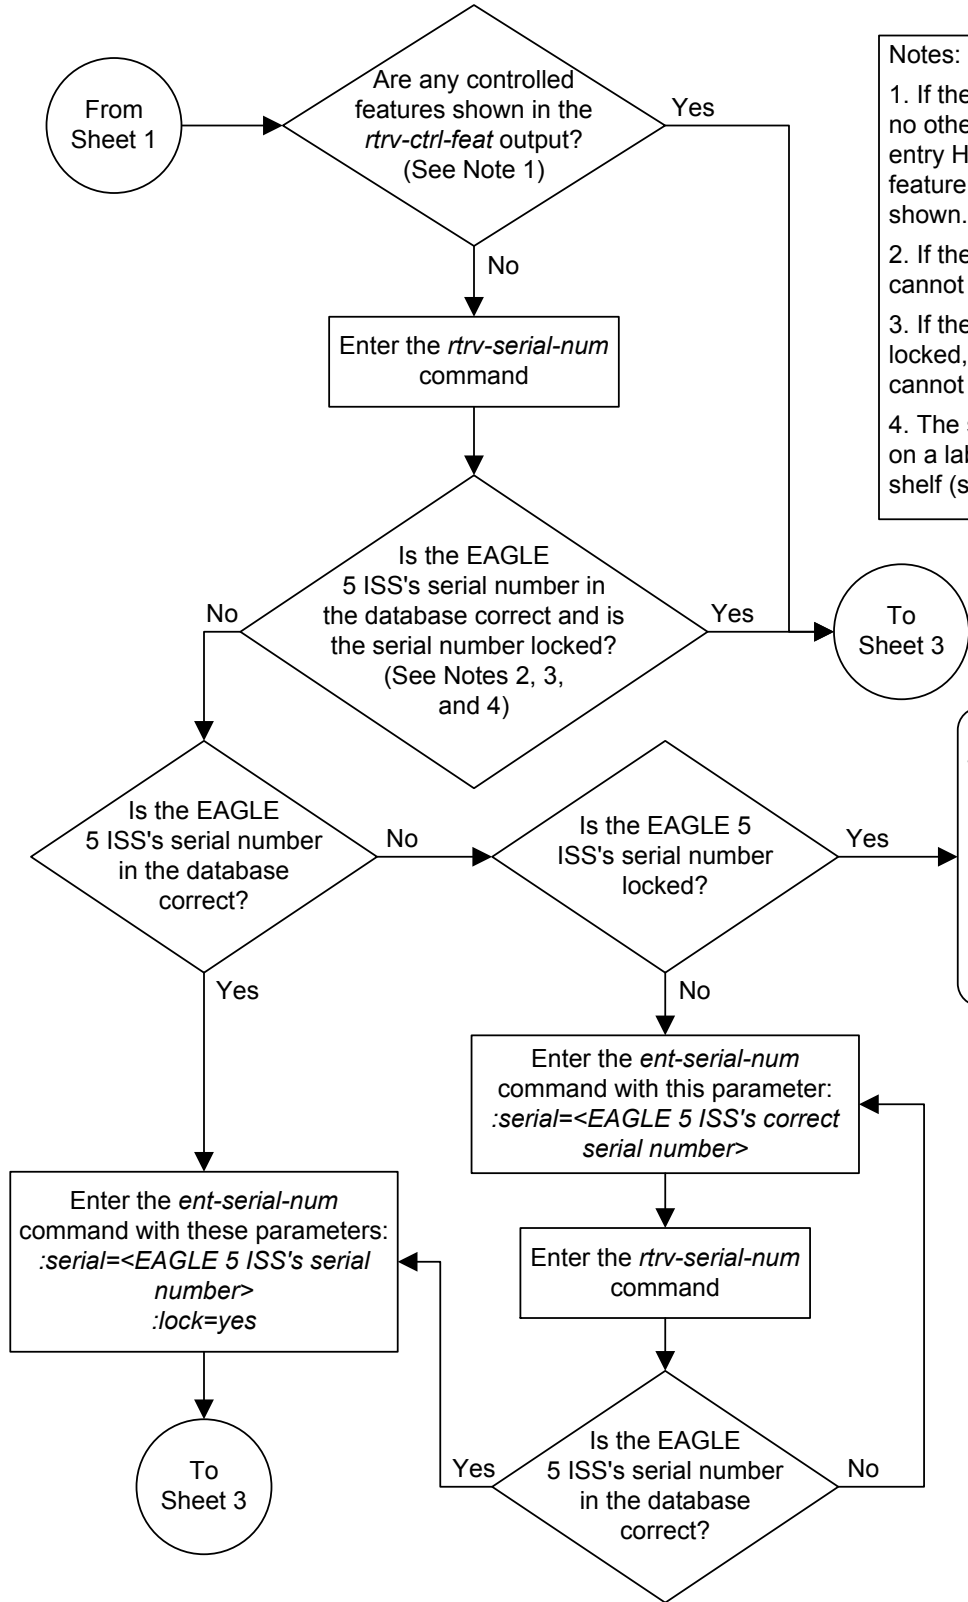 From
Sheet 1
Are any controlled
features shown in the
rtrv-ctrl-feat output?
(See Note 1)
Yes
No
Notes:
1. If the
no othe
entry H
feature
shown.
2. If the
cannot
3. If the
locked,
cannot
4. The
on a lab
shelf (s
Enter the rtrv-serial-num
command
Is the EAGLE
5 ISS's serial number in
the database correct and is
the serial number locked?
(See Notes 2, 3,
and 4)
No
Yes
To
Sheet 3
Is the EAGLE
5 ISS's serial number
in the database
correct?
No
Yes
Is the EAGLE 5
ISS's serial number
locked?
Yes
No
Enter the ent-serial-num
command with this parameter:
:serial=<EAGLE 5 ISS's correct
serial number>
Enter the ent-serial-num
command with these parameters:
:serial=<EAGLE 5 ISS's serial
number>
:lock=yes
Enter the rtrv-serial-num
command
Is the EAGLE
5 ISS's serial number
in the database
correct?
Yes
No
To
Sheet 3